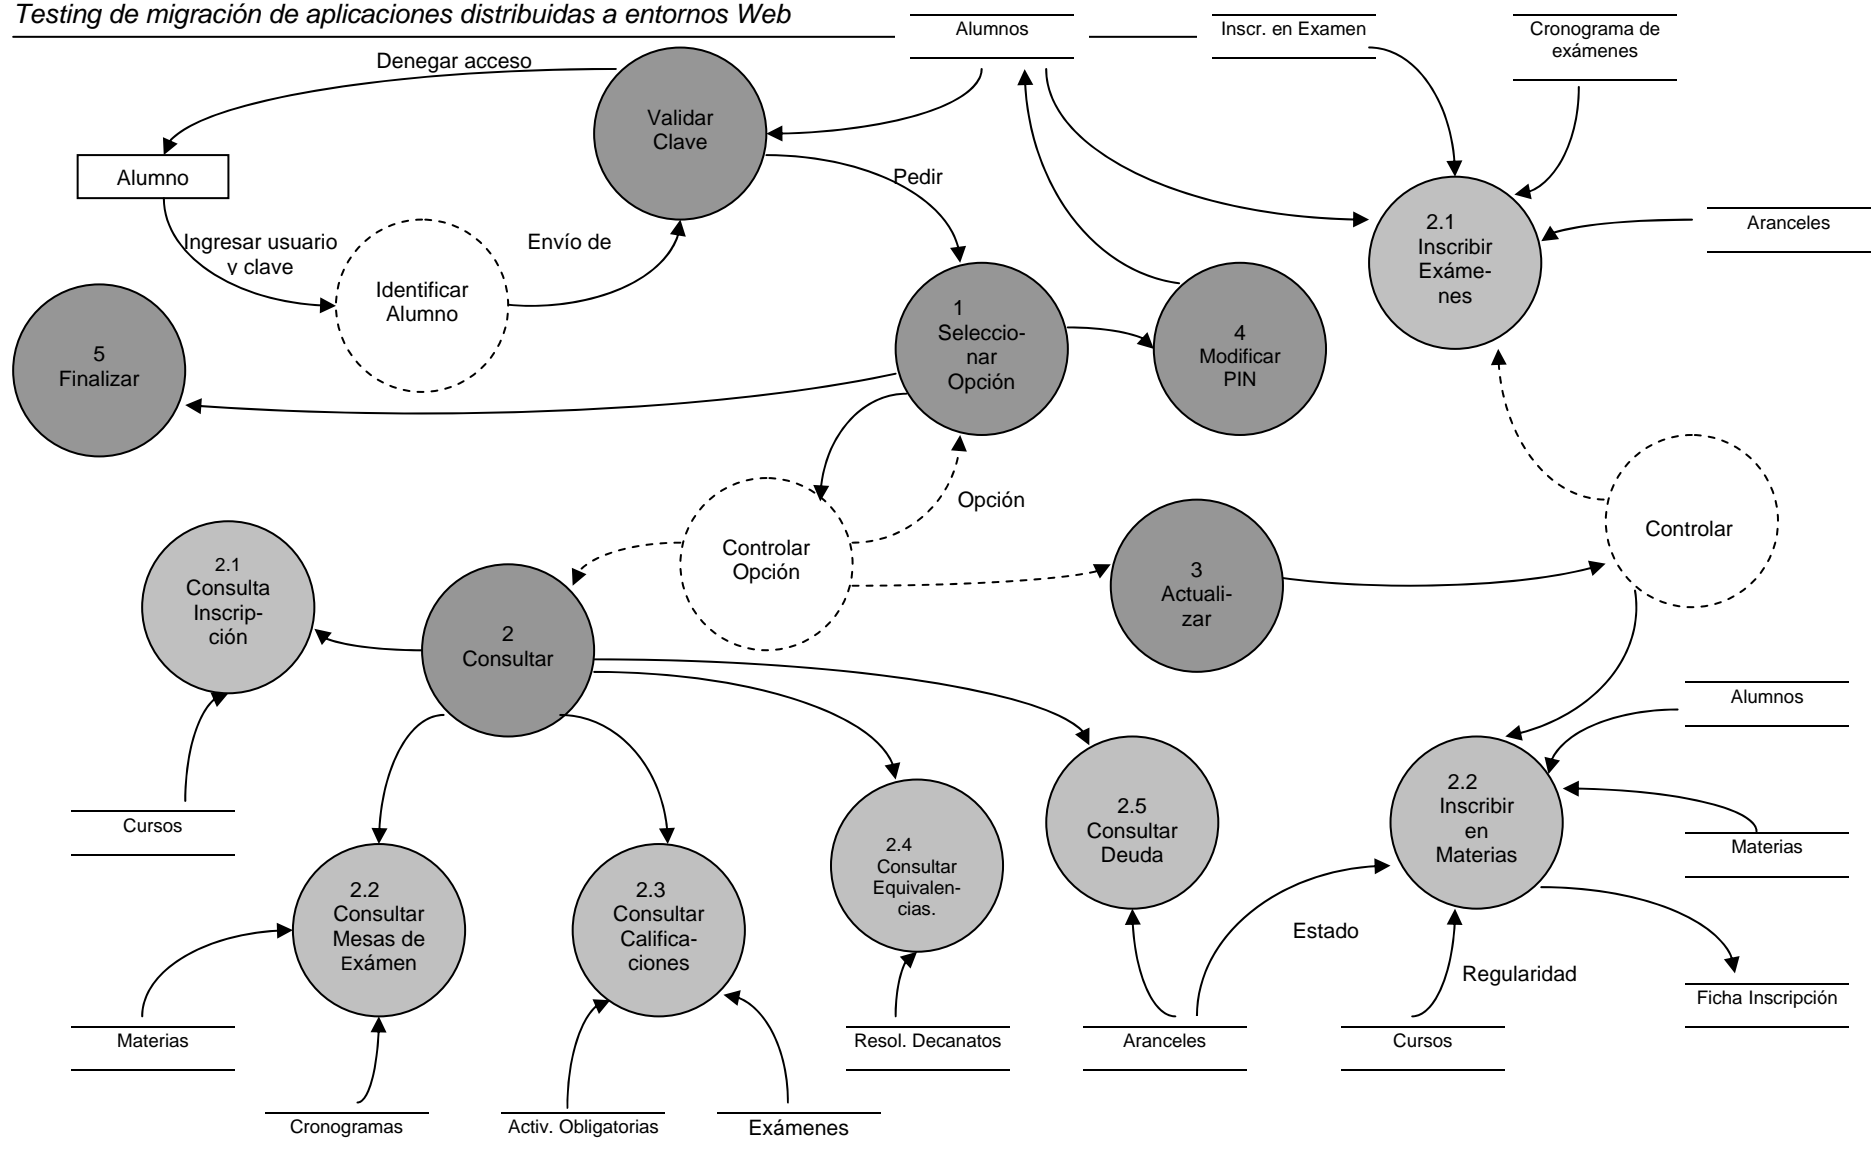 Testing de migración de aplicaciones distribuidas a entornos Web
Alumnos
Inscr. en Examen
Cronograma de
exámenes
Denegar acceso
Validar
Clave
Alumno
Pedir
2.1
Inscribir
Exáme-
nes
Aranceles
Ingresar usuario
y clave
Envío de
Identificar
Alumno
5
Finalizar
1
Seleccio-
nar
Opción
4
Modificar
PIN
Opción
Controlar
Opción
Controlar
2.1
Consulta
Inscrip-
ción
2
Consultar
3
Actuali-
zar
Alumnos
Cursos
2.5
Consultar
Deuda
2.2
Inscribir
en
Materias
Materias
2.4
Consultar
Equivalen-
cias.
2.2
Consultar
Mesas de
Exámen
2.3
Consultar
Califica-
ciones
Estado
Regularidad
Ficha Inscripción
Materias
Resol. Decanatos
Aranceles
Cursos
Cronogramas
Activ. Obligatorias
Exámenes